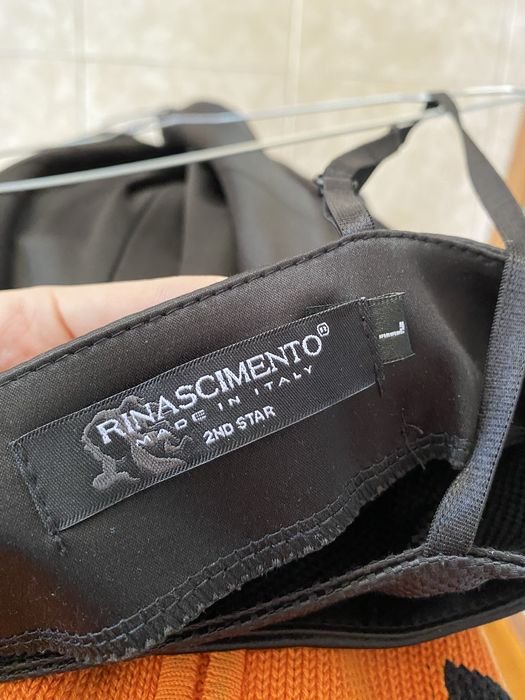 RINASCIMENTO
MADE IN ITALY
2ND STAR
L